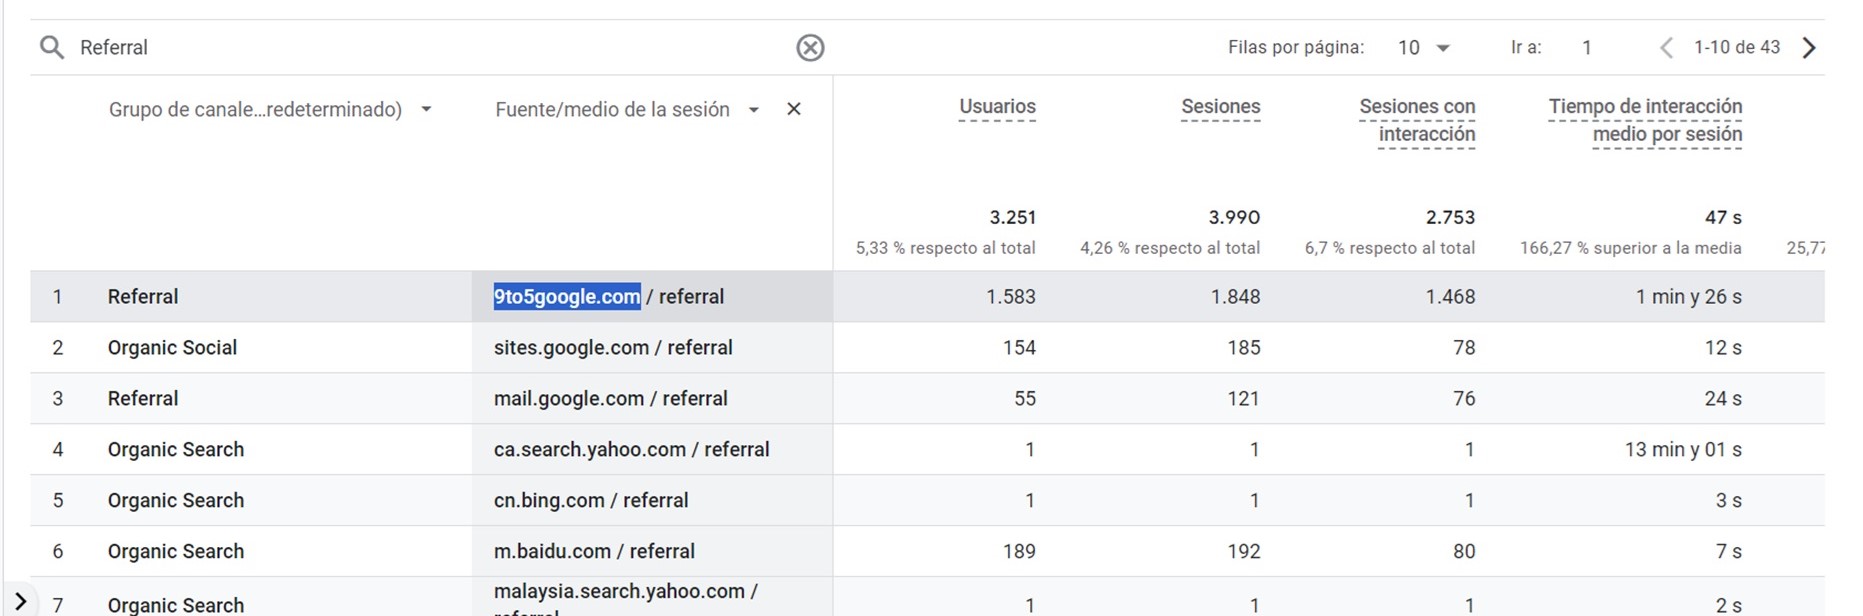 Referral
Filas por página: 10 Ir a: 1 1-10 de 43
Grupo de canale...redeterminado) Fuente/medio de la sesión Usuarios Sesiones Sesiones con interacción Tiempo de interacción medio por sesión
3.251 3.990 2.753 47 s
5,33 % respecto al total 4,26 % respecto al total 6,7 % respecto al total 166,27 % superior a la media 25,77
1 Referral 9to5google.com / referral 1.583 1.848 1.468 1 min y 26 s
2 Organic Social sites.google.com / referral 154 185 78 12 s
3 Referral mail.google.com / referral 55 121 76 24 s
4 Organic Search ca.search.yahoo.com / referral 1 1 1 13 min y 01 s
5 Organic Search cn.bing.com / referral 1 1 1 3 s
6 Organic Search m.baidu.com / referral 189 192 80 7 s
7 Organic Search malaysia.search.yahoo.com / 1 1 1 2 s